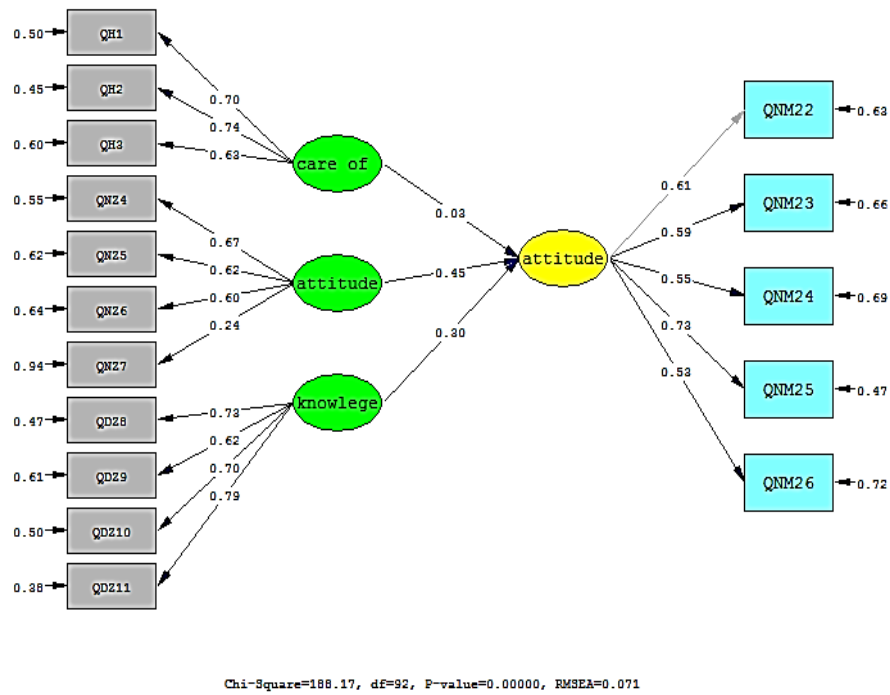 0.50 QH1
0.45 QH2
0.60 QH3
0.55 QNZ4
0.62 QNZ5
0.64 QNZ6
0.94 QNZ7
0.47 QDZ8
0.61 QDZ9
0.50 QDZ10
0.38 QDZ11
0.70
0.74
0.63
0.67
0.62
0.60
0.24
0.73
0.62
0.70
0.79
care of
attitude
knowlege
0.03
0.45
0.30
attitude
0.61
0.59
0.55
0.73
0.53
QNM22 0.63
QNM23 0.66
QNM24 0.69
QNM25 0.47
QNM26 0.72
Chi-Square=188.17, df=92, P-value=0.00000, RMSEA=0.071